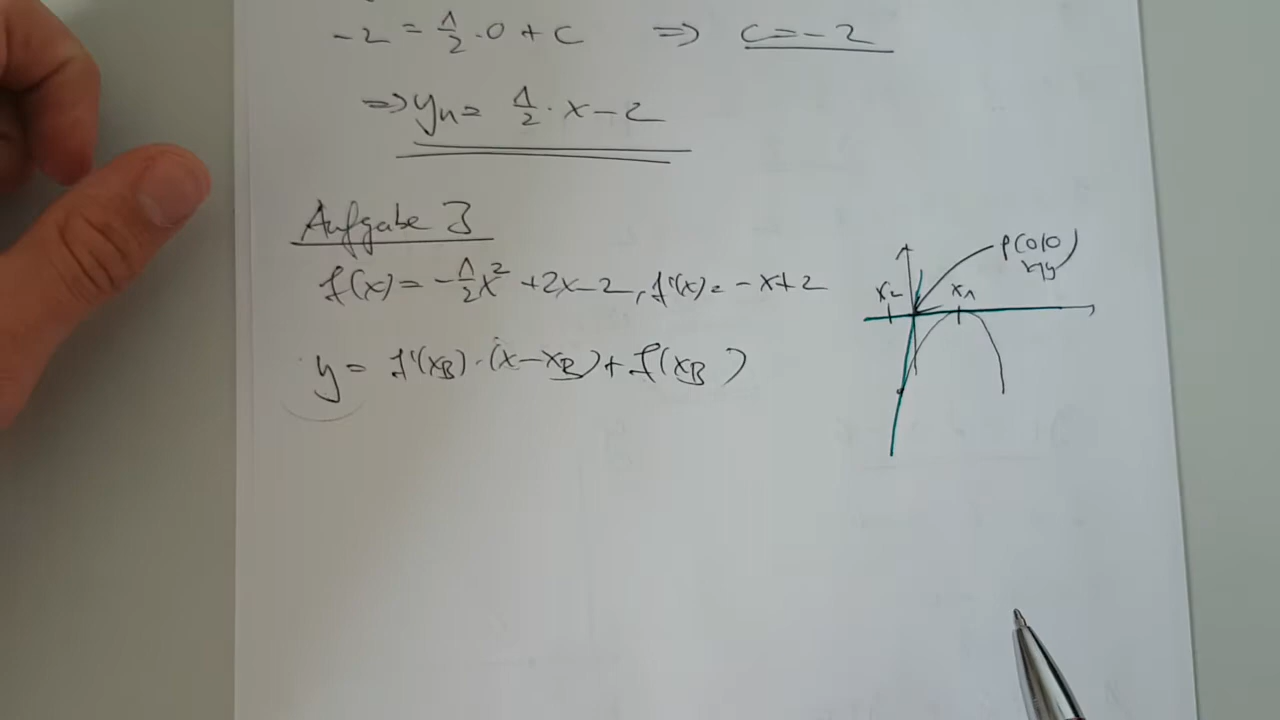 -2 = 1/2 · 0 + c ⇒ c = -2
⇒ yn = 1/2 · x - 2
Aufgabe 3
f(x) = -1/2x² + 2x - 2, f'(x) = -x + 2
y = f'(xB) · (x - xB) + f(xB)
P(0|0)
x y
x2 x1